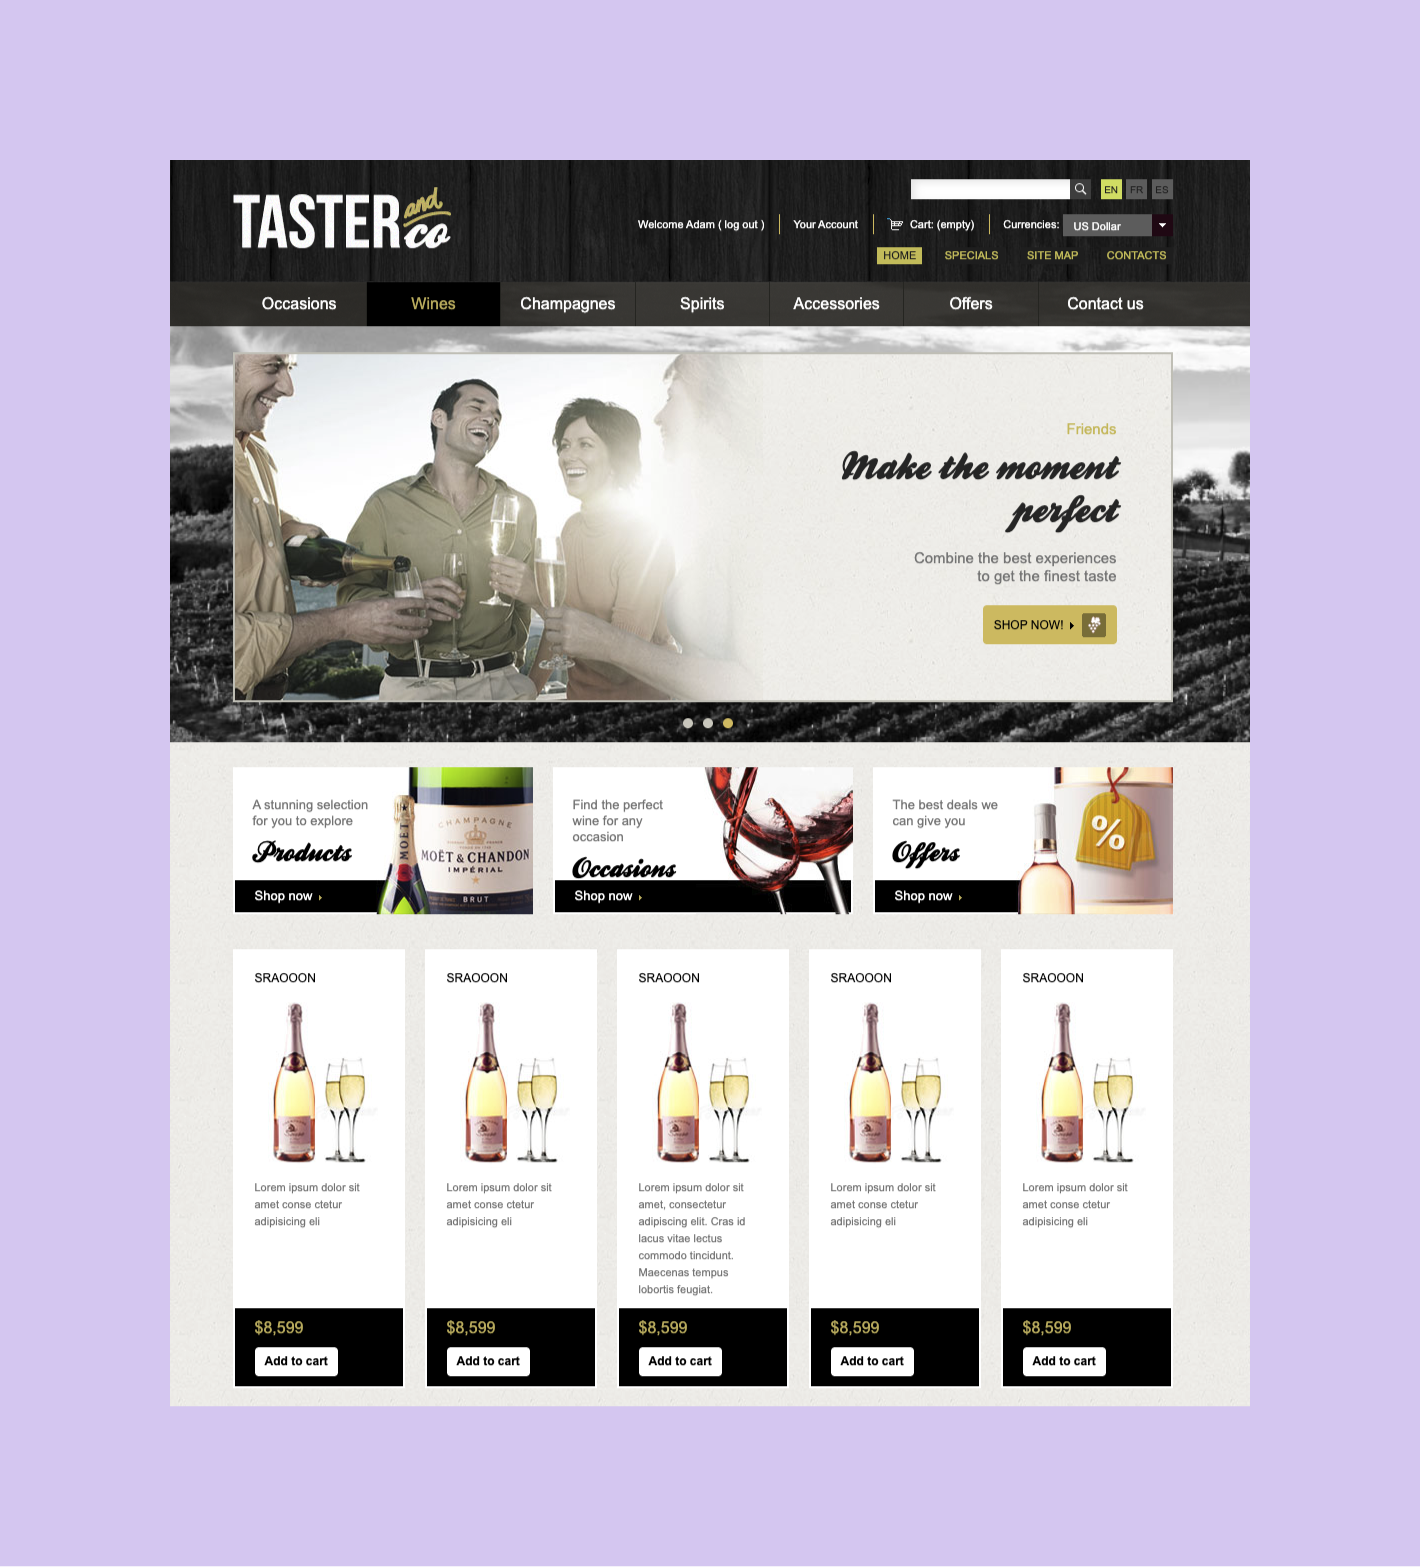 TASTER and co
EN FR ES
Welcome Adam ( log out ) Your Account Cart: (empty) Currencies: US Dollar
HOME SPECIALS SITE MAP CONTACTS
Occasions Wines Champagnes Spirits Accessories Offers Contact us
Friends
Make the moment
perfect
Combine the best experiences
to get the finest taste
SHOP NOW!
A stunning selection
for you to explore
Products
Shop now
MOËT
CHAMPAGNE
MOËT & CHANDON
IMPÉRIAL
BRUT
Find the perfect
wine for any
occasion
Occasions
Shop now
The best deals we
can give you
Offers
Shop now
%
SRAOOON
Lorem ipsum dolor sit
amet conse ctetur
adipisicing eli
$8,599
Add to cart
SRAOOON
Lorem ipsum dolor sit
amet conse ctetur
adipisicing eli
$8,599
Add to cart
SRAOOON
Lorem ipsum dolor sit
amet, consectetur
adipiscing elit. Cras id
lacus vitae lectus
commodo tincidunt.
Maecenas tempus
lobortis feugiat.
$8,599
Add to cart
SRAOOON
Lorem ipsum dolor sit
amet conse ctetur
adipisicing eli
$8,599
Add to cart
SRAOOON
Lorem ipsum dolor sit
amet conse ctetur
adipisicing eli
$8,599
Add to cart